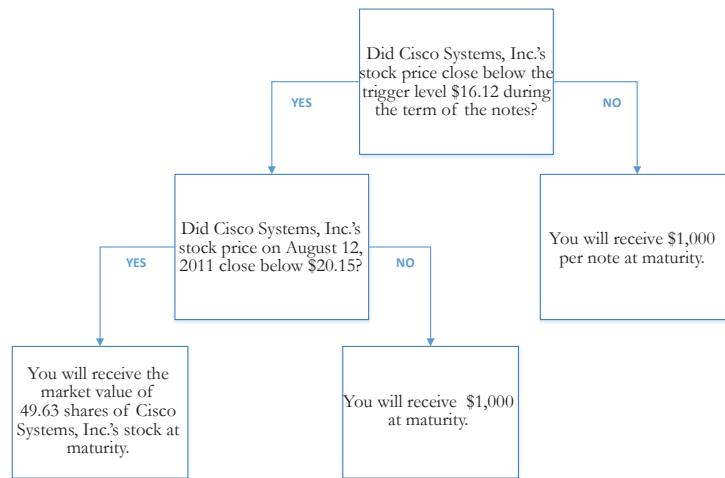 Did Cisco Systems, Inc.'s
stock price close below the
trigger level $16.12 during
the term of the notes?
YES
NO
Did Cisco Systems, Inc.'s
stock price on August 12,
2011 close below $20.15?
You will receive $1,000
per note at maturity.
YES
NO
You will receive the
market value of
49.63 shares of Cisco
Systems, Inc.'s stock at
maturity.
You will receive $1,000
at maturity.